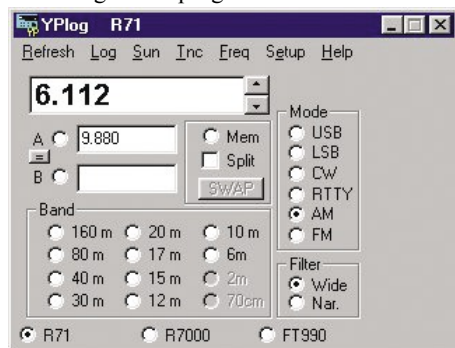 YPlog R71
Refresh Log Sun Inc Freq Setup Help
6.112
A 9.880
=
B
Mem
Split
SWAP
Mode
USB
LSB
CW
RTTY
AM
FM
Band
160 m 20 m 10 m
80 m 17 m 6m
40 m 15 m 2m
30 m 12 m 70cm
Filter
Wide
Nar.
R71 R7000 FT990